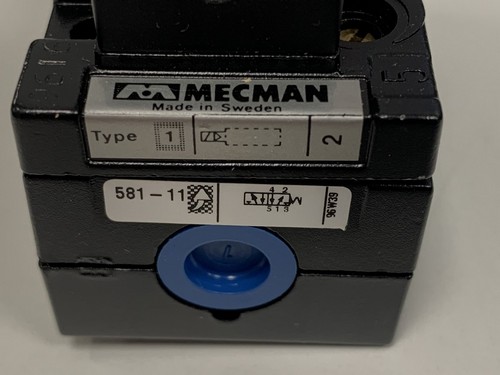 MECMAN
Made in Sweden
Type 1 2
581-11
4 2
5 1 3
96W39